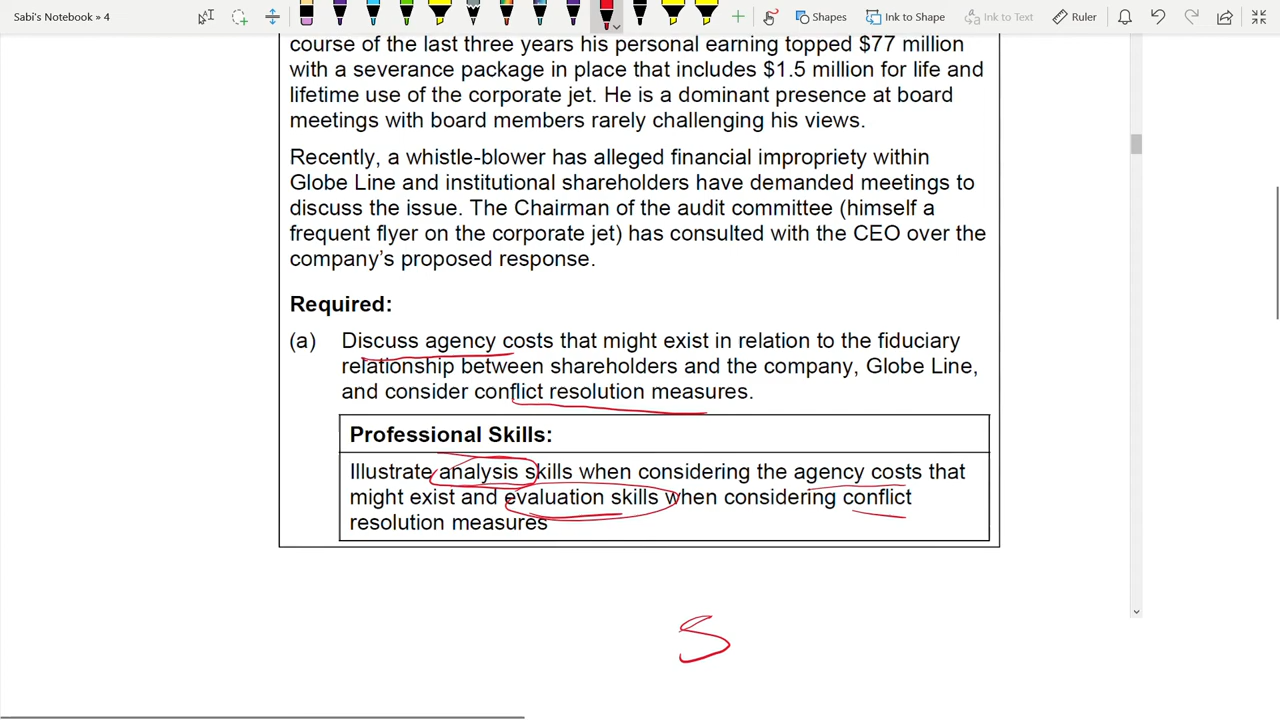 Sabi's Notebook » 4
Shapes
Ink to Shape
Ink to Text
Ruler
course of the last three years his personal earning topped $77 million
with a severance package in place that includes $1.5 million for life and
lifetime use of the corporate jet. He is a dominant presence at board
meetings with board members rarely challenging his views.
Recently, a whistle-blower has alleged financial impropriety within
Globe Line and institutional shareholders have demanded meetings to
discuss the issue. The Chairman of the audit committee (himself a
frequent flyer on the corporate jet) has consulted with the CEO over the
company's proposed response.
Required:
(a) Discuss agency costs that might exist in relation to the fiduciary
relationship between shareholders and the company, Globe Line,
and consider conflict resolution measures.
Professional Skills:
Illustrate analysis skills when considering the agency costs that
might exist and evaluation skills when considering conflict
resolution measures
S